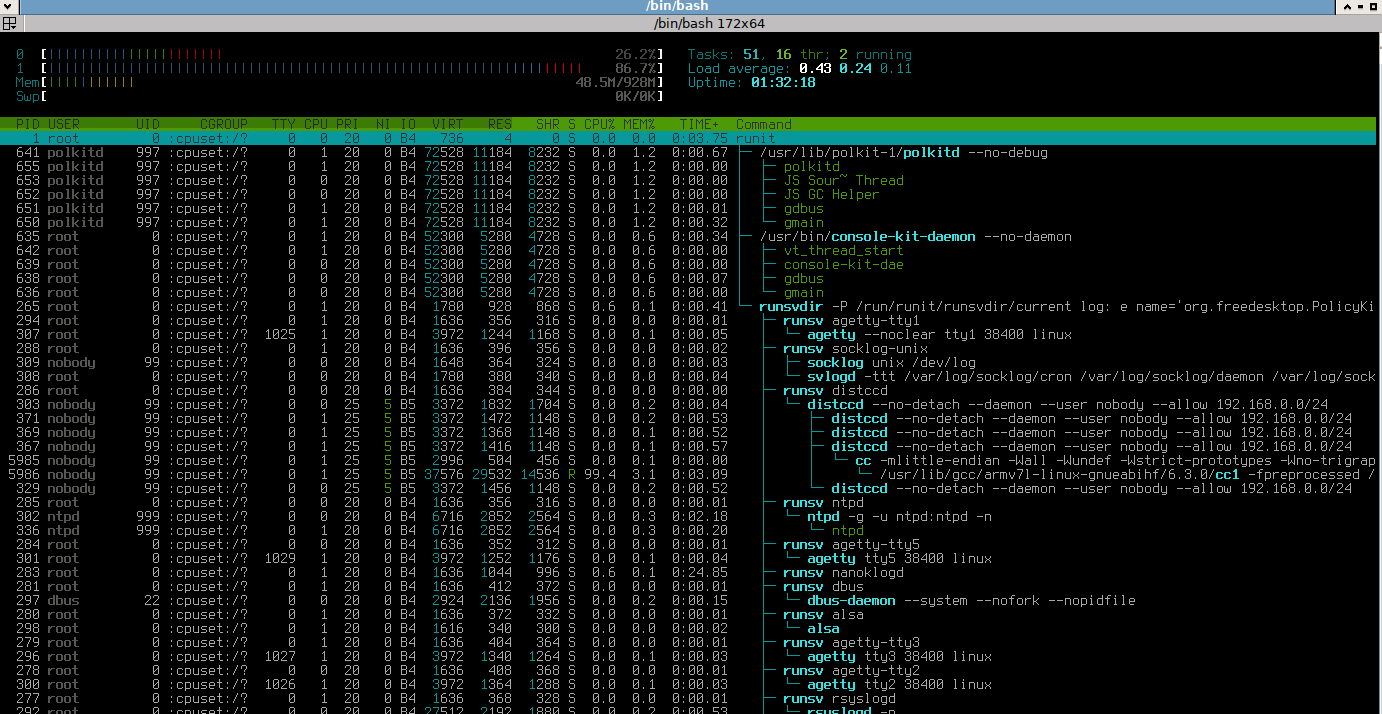 /bin/bash
/bin/bash 172x64
0 [|||||||||||||||||||||| 26.2%] Tasks: 51, 16 thr; 2 running
1 [|||||||||||||||||||||||||||||||||||||||||||||||||||||||||||||||||||| 86.7%] Load average: 0.43 0.24 0.11
Mem[||||||||||| 48.5M/928M] Uptime: 01:32:18
Swp[ 0K/0K]
PID USER UID CGROUP TTY CPU PRI NI IO VIRT RES SHR S CPU% MEM% TIME+ Command
1 root 0 :cpuset:/? 0 0 20 0 B4 736 4 0 S 0.0 0.0 0:03.75 runit
641 polkitd 997 :cpuset:/? 0 1 20 0 B4 72528 11184 8232 S 0.0 1.2 0:00.67 ├─ /usr/lib/polkit-1/polkitd --no-debug
655 polkitd 997 :cpuset:/? 0 1 20 0 B4 72528 11184 8232 S 0.0 1.2 0:00.00 │ ├─ polkitd
653 polkitd 997 :cpuset:/? 0 0 20 0 B4 72528 11184 8232 S 0.0 1.2 0:00.00 │ ├─ JS Sour~ Thread
652 polkitd 997 :cpuset:/? 0 1 20 0 B4 72528 11184 8232 S 0.0 1.2 0:00.00 │ ├─ JS GC Helper
651 polkitd 997 :cpuset:/? 0 0 20 0 B4 72528 11184 8232 S 0.0 1.2 0:00.01 │ ├─ gdbus
650 polkitd 997 :cpuset:/? 0 1 20 0 B4 72528 11184 8232 S 0.0 1.2 0:00.32 │ └─ gmain
635 root 0 :cpuset:/? 0 0 20 0 B4 52300 5280 4728 S 0.0 0.6 0:00.34 ├─ /usr/bin/console-kit-daemon --no-daemon
642 root 0 :cpuset:/? 0 1 20 0 B4 52300 5280 4728 S 0.0 0.6 0:00.00 │ ├─ vt_thread_start
639 root 0 :cpuset:/? 0 0 20 0 B4 52300 5280 4728 S 0.0 0.6 0:00.00 │ ├─ console-kit-dae
638 root 0 :cpuset:/? 0 0 20 0 B4 52300 5280 4728 S 0.0 0.6 0:00.07 │ ├─ gdbus
636 root 0 :cpuset:/? 0 0 20 0 B4 52300 5280 4728 S 0.0 0.6 0:00.00 │ └─ gmain
265 root 0 :cpuset:/? 0 1 20 0 B4 1780 928 868 S 0.6 0.1 0:00.41 └─ runsvdir -P /run/runit/runsvdir/current log: e name='org.freedesktop.PolicyKi
294 root 0 :cpuset:/? 0 1 20 0 B4 1636 356 316 S 0.0 0.0 0:00.01 ├─ runsv agetty-tty1
307 root 0 :cpuset:/? 1025 1 20 0 B4 3972 1244 1168 S 0.0 0.1 0:00.05 │ └─ agetty --noclear tty1 38400 linux
288 root 0 :cpuset:/? 0 1 20 0 B4 1636 396 356 S 0.0 0.0 0:00.02 ├─ runsv socklog-unix
309 nobody 99 :cpuset:/? 0 1 20 0 B4 1648 364 324 S 0.0 0.0 0:00.03 │ ├─ socklog unix /dev/log
308 root 0 :cpuset:/? 0 1 20 0 B4 1780 380 340 S 0.0 0.0 0:00.04 │ └─ svlogd -ttt /var/log/socklog/cron /var/log/socklog/daemon /var/log/sock
286 root 0 :cpuset:/? 0 0 20 0 B4 1636 384 344 S 0.0 0.0 0:00.00 ├─ runsv distccd
303 nobody 99 :cpuset:/? 0 0 25 5 B5 3372 1832 1704 S 0.0 0.2 0:00.04 │ └─ distccd --no-detach --daemon --user nobody --allow 192.168.0.0/24
371 nobody 99 :cpuset:/? 0 1 25 5 B5 3372 1472 1148 S 0.0 0.2 0:00.53 │ ├─ distccd --no-detach --daemon --user nobody --allow 192.168.0.0/24
369 nobody 99 :cpuset:/? 0 1 25 5 B5 3372 1368 1148 S 0.0 0.1 0:00.52 │ ├─ distccd --no-detach --daemon --user nobody --allow 192.168.0.0/24
367 nobody 99 :cpuset:/? 0 1 25 5 B5 3372 1416 1148 S 0.0 0.1 0:00.57 │ ├─ distccd --no-detach --daemon --user nobody --allow 192.168.0.0/24
5985 nobody 99 :cpuset:/? 0 0 25 5 B5 2996 504 456 S 0.0 0.1 0:00.00 │ │ └─ cc -mlittle-endian -Wall -Wundef -Wstrict-prototypes -Wno-trigrap
5986 nobody 99 :cpuset:/? 0 1 25 5 B5 37576 29532 14536 R 99.4 3.1 0:03.09 │ │ └─ /usr/lib/gcc/armv7l-linux-gnueabihf/6.3.0/cc1 -fpreprocessed /
329 nobody 99 :cpuset:/? 0 1 25 5 B5 3372 1456 1148 S 0.0 0.2 0:00.52 │ └─ distccd --no-detach --daemon --user nobody --allow 192.168.0.0/24
285 root 0 :cpuset:/? 0 1 20 0 B4 1636 356 316 S 0.0 0.0 0:00.01 ├─ runsv ntpd
302 ntpd 999 :cpuset:/? 0 0 20 0 B4 6716 2852 2564 S 0.0 0.3 0:02.18 │ └─ ntpd -g -u ntpd:ntpd -n
336 ntpd 999 :cpuset:/? 0 1 20 0 B4 6716 2852 2564 S 0.0 0.3 0:00.20 │ └─ ntpd
284 root 0 :cpuset:/? 0 0 20 0 B4 1636 352 312 S 0.0 0.0 0:00.01 ├─ runsv agetty-tty5
301 root 0 :cpuset:/? 1029 1 20 0 B4 3972 1252 1176 S 0.0 0.1 0:00.04 │ └─ agetty tty5 38400 linux
283 root 0 :cpuset:/? 0 0 20 0 B4 1636 1044 996 S 0.6 0.1 0:24.85 ├─ runsv nanoklogd
281 root 0 :cpuset:/? 0 1 20 0 B4 1636 412 372 S 0.0 0.0 0:00.01 ├─ runsv dbus
297 dbus 22 :cpuset:/? 0 0 20 0 B4 2924 2136 1956 S 0.0 0.2 0:00.15 │ └─ dbus-daemon --system --nofork --nopidfile
280 root 0 :cpuset:/? 0 1 20 0 B4 1636 372 332 S 0.0 0.0 0:00.01 ├─ runsv alsa
298 root 0 :cpuset:/? 0 1 20 0 B4 1616 340 300 S 0.0 0.0 0:00.02 │ └─ alsa
279 root 0 :cpuset:/? 0 1 20 0 B4 1636 404 364 S 0.0 0.0 0:00.01 ├─ runsv agetty-tty3
296 root 0 :cpuset:/? 1027 1 20 0 B4 3972 1340 1264 S 0.0 0.1 0:00.03 │ └─ agetty tty3 38400 linux
278 root 0 :cpuset:/? 0 0 20 0 B4 1636 408 368 S 0.0 0.0 0:00.01 ├─ runsv agetty-tty2
300 root 0 :cpuset:/? 1026 1 20 0 B4 3972 1364 1288 S 0.0 0.1 0:00.03 │ └─ agetty tty2 38400 linux
277 root 0 :cpuset:/? 0 1 20 0 B4 1636 368 328 S 0.0 0.0 0:00.01 ├─ runsv rsyslogd
292 root 0 :cpuset:/? 0 0 20 0 B4 27512 2192 1880 S 0.0 0.2 0:00.53 │ └─ rsyslogd -n